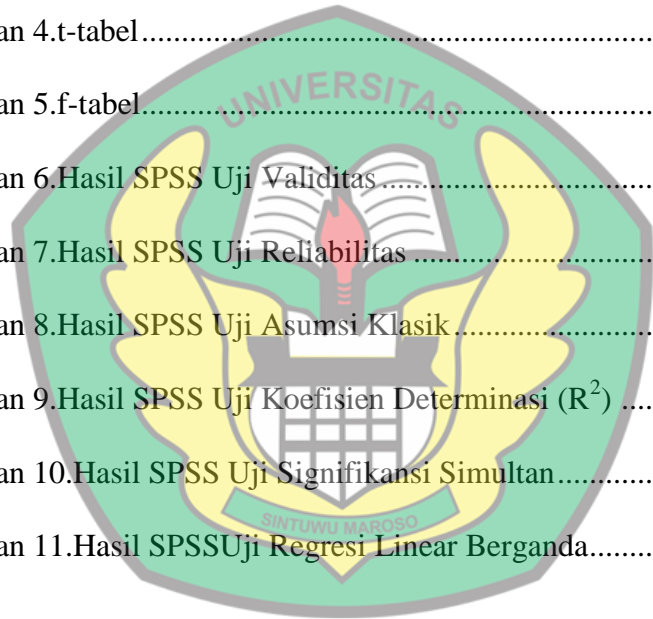 an 4.t-tabel.......................................................................
an 5.f-tabel.......................................................................
UNIVERSITAS
an 6.Hasil SPSS Uji Validitas......................................
an 7.Hasil SPSS Uji Reliabilitas .................................
an 8.Hasil SPSS Uji Asumsi Klasik............................
an 9.Hasil SPSS Uji Koefisien Determinasi (R²) ....
an 10.Hasil SPSS Uji Signifikansi Simultan.............
SINTUWU MAROSO
an 11.Hasil SPSSUji Regresi Linear Berganda........